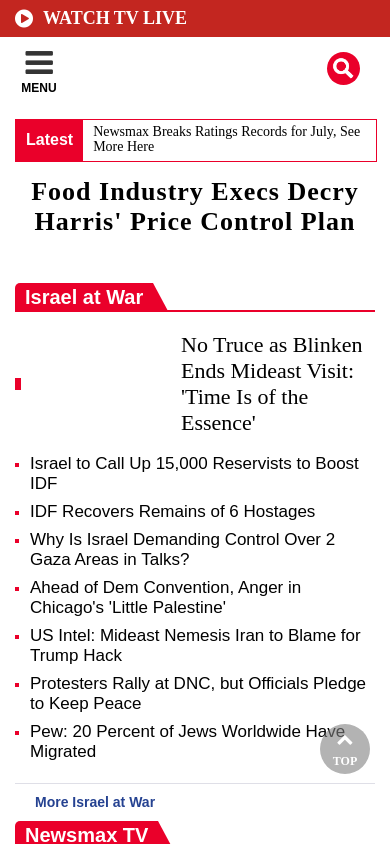 WATCH TV LIVE
MENU
Latest
Newsmax Breaks Ratings Records for July, See
More Here
Food Industry Execs Decry
Harris' Price Control Plan
Israel at War
No Truce as Blinken
Ends Mideast Visit:
'Time Is of the
Essence'
Israel to Call Up 15,000 Reservists to Boost
IDF
IDF Recovers Remains of 6 Hostages
Why Is Israel Demanding Control Over 2
Gaza Areas in Talks?
Ahead of Dem Convention, Anger in
Chicago's 'Little Palestine'
US Intel: Mideast Nemesis Iran to Blame for
Trump Hack
Protesters Rally at DNC, but Officials Pledge
to Keep Peace
Pew: 20 Percent of Jews Worldwide Have
Migrated
TOP
More Israel at War
Newsmax TV